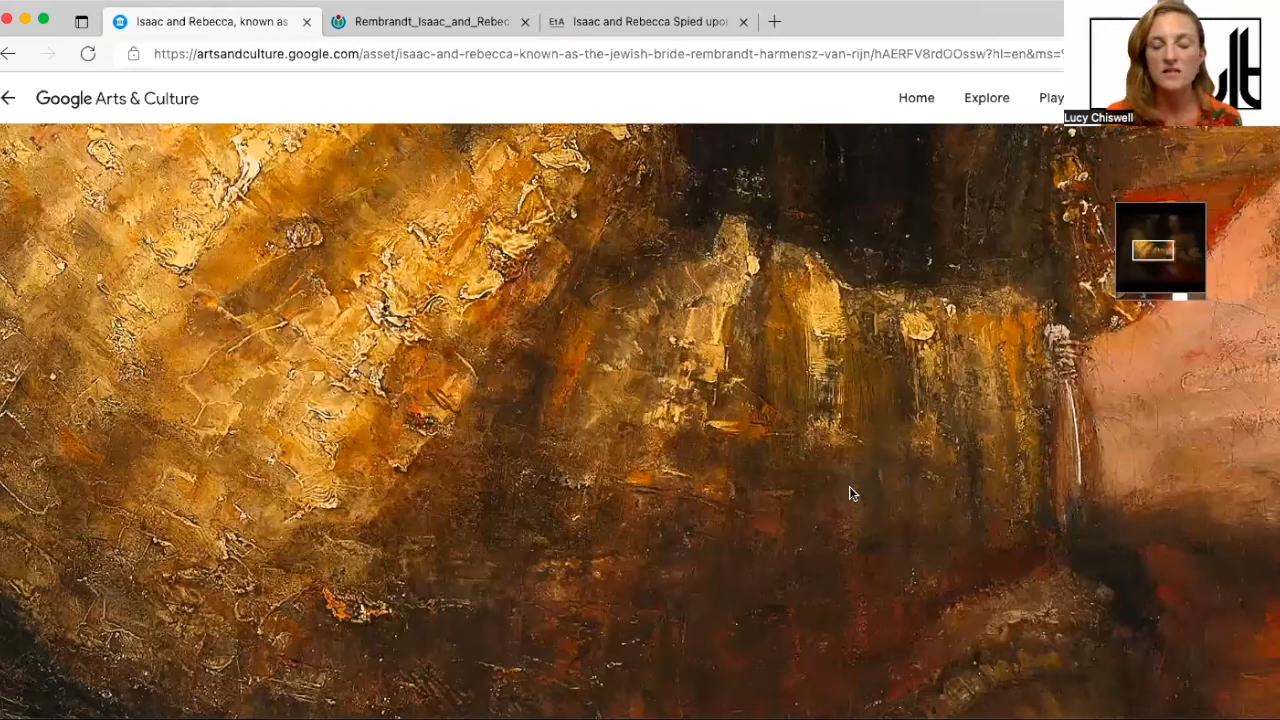 Isaac and Rebecca, known as
Rembrandt_Isaac_and_Rebec
EtA Isaac and Rebecca Spied upo
https://artsandculture.google.com/asset/isaac-and-rebecca-known-as-the-jewish-bride-rembrandt-harmensz-van-rijn/hAERFV8rdOOssw?hl=en&ms=
Google Arts & Culture
Home
Explore
Play
Lucy Chiswell